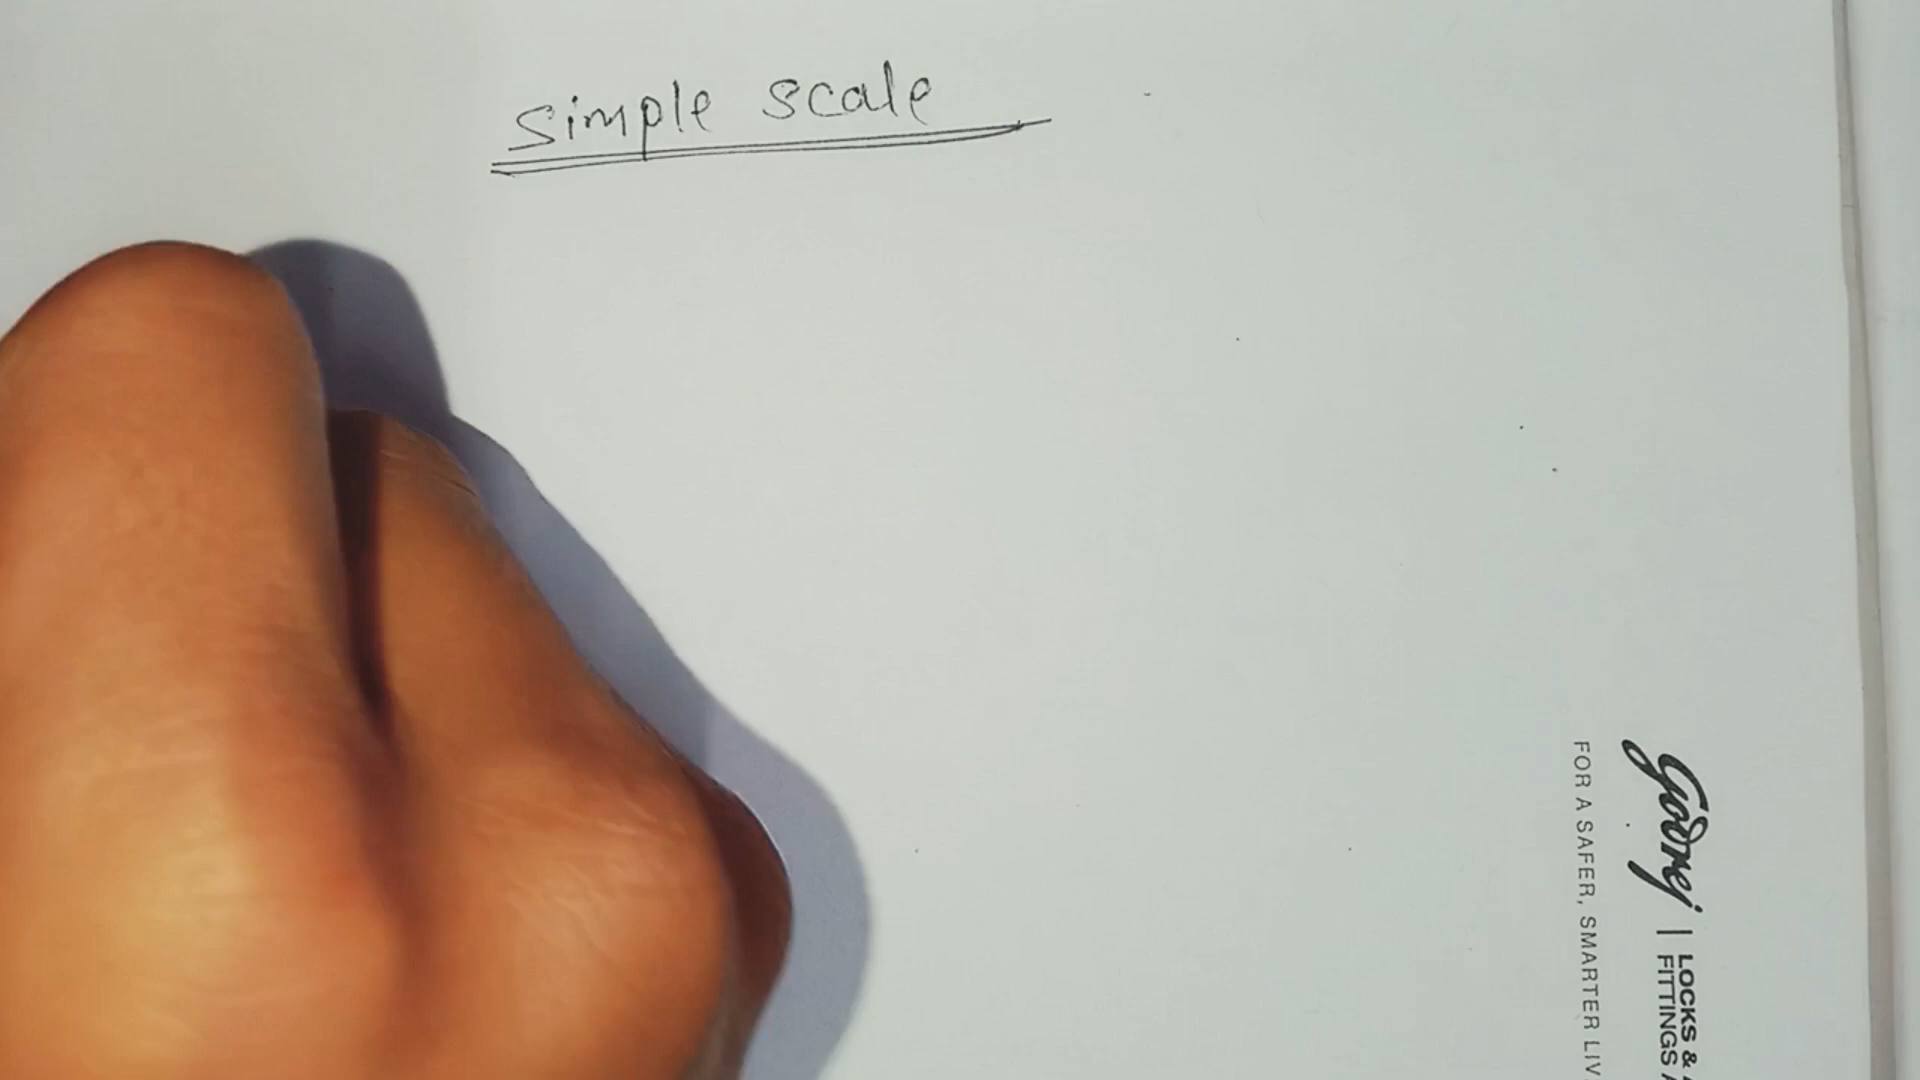 Simple scale
Godrej | LOCKS &
FITTINGS A
FOR A SAFER, SMARTER LIV